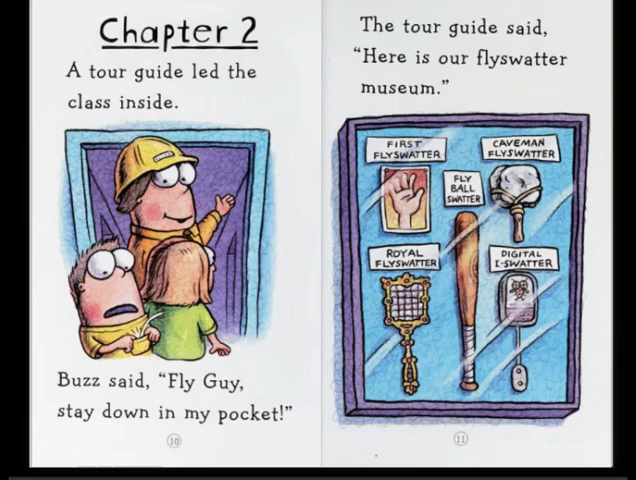 Chapter 2
A tour guide led the
class inside.
Buzz said, “Fly Guy,
stay down in my pocket!”
10
The tour guide said,
“Here is our flyswatter
museum.”
FIRST
FLYSWATTER
CAVEMAN
FLYSWATTER
FLY
BALL
SWATTER
ROYAL
FLYSWATTER
DIGITAL
I-SWATTER
11